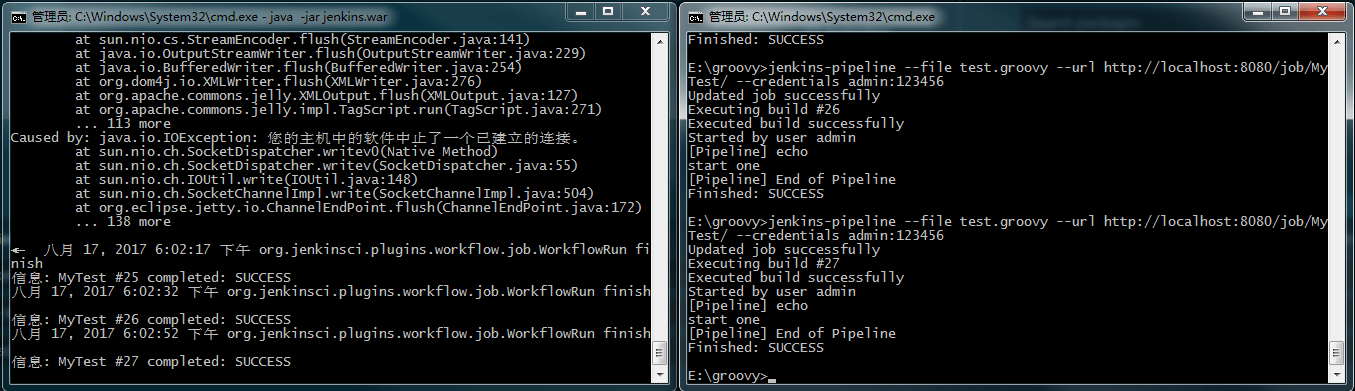 管理员: C:\Windows\System32\cmd.exe - java  -jar jenkins.war
        at sun.nio.cs.StreamEncoder.flush(StreamEncoder.java:141)
        at java.io.OutputStreamWriter.flush(OutputStreamWriter.java:229)
        at java.io.BufferedWriter.flush(BufferedWriter.java:254)
        at org.dom4j.io.XMLWriter.flush(XMLWriter.java:276)
        at org.apache.commons.jelly.XMLOutput.flush(XMLOutput.java:127)
        at org.apache.commons.jelly.impl.TagScript.run(TagScript.java:271)
        ... 113 more
Caused by: java.io.IOException: 您的主机中的软件中止了一个已建立的连接。
        at sun.nio.ch.SocketDispatcher.writev0(Native Method)
        at sun.nio.ch.SocketDispatcher.writev(SocketDispatcher.java:55)
        at sun.nio.ch.IOUtil.write(IOUtil.java:148)
        at sun.nio.ch.SocketChannelImpl.write(SocketChannelImpl.java:504)
        at org.eclipse.jetty.io.ChannelEndPoint.flush(ChannelEndPoint.java:172)
        ... 138 more
←   八月 17, 2017 6:02:17 下午 org.jenkinsci.plugins.workflow.job.WorkflowRun fi
nish
信息: MyTest #25 completed: SUCCESS
八月 17, 2017 6:02:32 下午 org.jenkinsci.plugins.workflow.job.WorkflowRun finish
信息: MyTest #26 completed: SUCCESS
八月 17, 2017 6:02:52 下午 org.jenkinsci.plugins.workflow.job.WorkflowRun finish
信息: MyTest #27 completed: SUCCESS
管理员: C:\Windows\System32\cmd.exe
Finished: SUCCESS
E:\groovy>jenkins-pipeline --file test.groovy --url http://localhost:8080/job/My
Test/ --credentials admin:123456
Updated job successfully
Executing build #26
Executed build successfully
Started by user admin
[Pipeline] echo
start one
[Pipeline] End of Pipeline
Finished: SUCCESS
E:\groovy>jenkins-pipeline --file test.groovy --url http://localhost:8080/job/My
Test/ --credentials admin:123456
Updated job successfully
Executing build #27
Executed build successfully
Started by user admin
[Pipeline] echo
start one
[Pipeline] End of Pipeline
Finished: SUCCESS
E:\groovy>